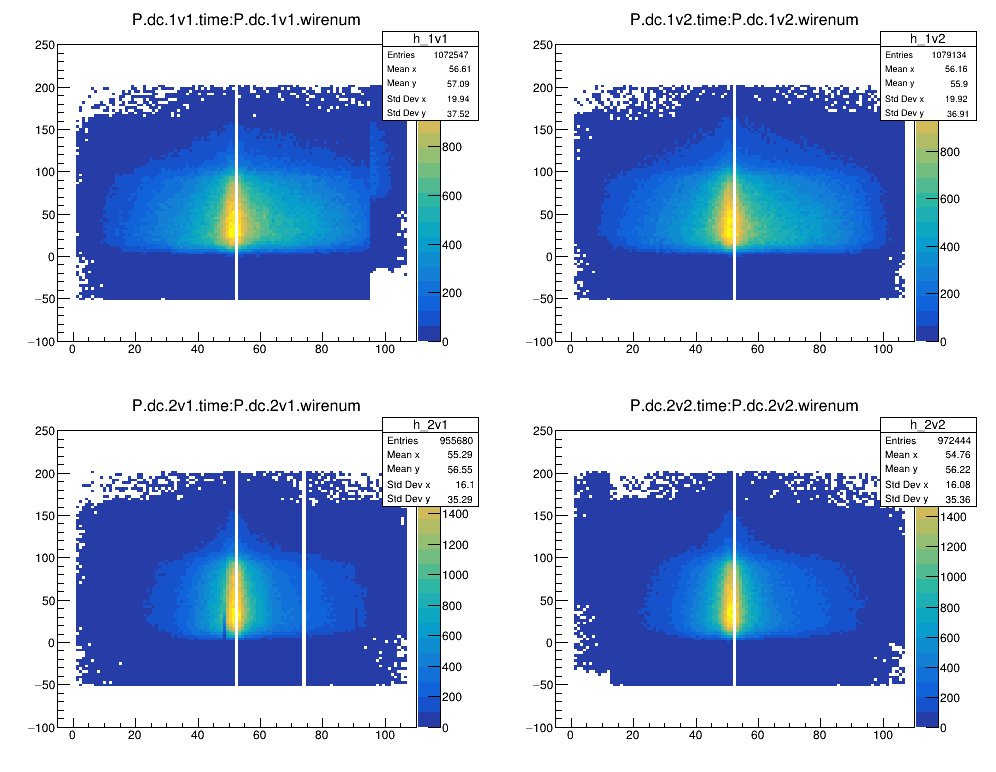 P.dc.1v1.time:P.dc.1v1.wirenum
h_1v1
Entries 1072547
Mean x 56.61
Mean y 57.09
Std Dev x 19.94
Std Dev y 37.52
250
200
150
100
50
0
−50
−100
0 20 40 60 80 100
800
600
400
200
0
P.dc.1v2.time:P.dc.1v2.wirenum
h_1v2
Entries 1079134
Mean x 56.16
Mean y 55.9
Std Dev x 19.92
Std Dev y 36.91
250
200
150
100
50
0
−50
−100
0 20 40 60 80 100
800
600
400
200
0
P.dc.2v1.time:P.dc.2v1.wirenum
h_2v1
Entries 955680
Mean x 55.29
Mean y 56.55
Std Dev x 16.1
Std Dev y 35.29
250
200
150
100
50
0
−50
−100
0 20 40 60 80 100
1400
1200
1000
800
600
400
200
0
P.dc.2v2.time:P.dc.2v2.wirenum
h_2v2
Entries 972444
Mean x 54.76
Mean y 56.22
Std Dev x 16.08
Std Dev y 35.36
250
200
150
100
50
0
−50
−100
0 20 40 60 80 100
1400
1200
1000
800
600
400
200
0